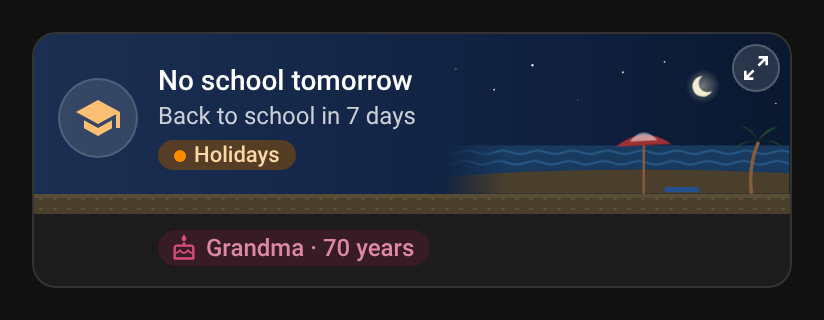 No school tomorrow
Back to school in 7 days
Holidays
Grandma · 70 years